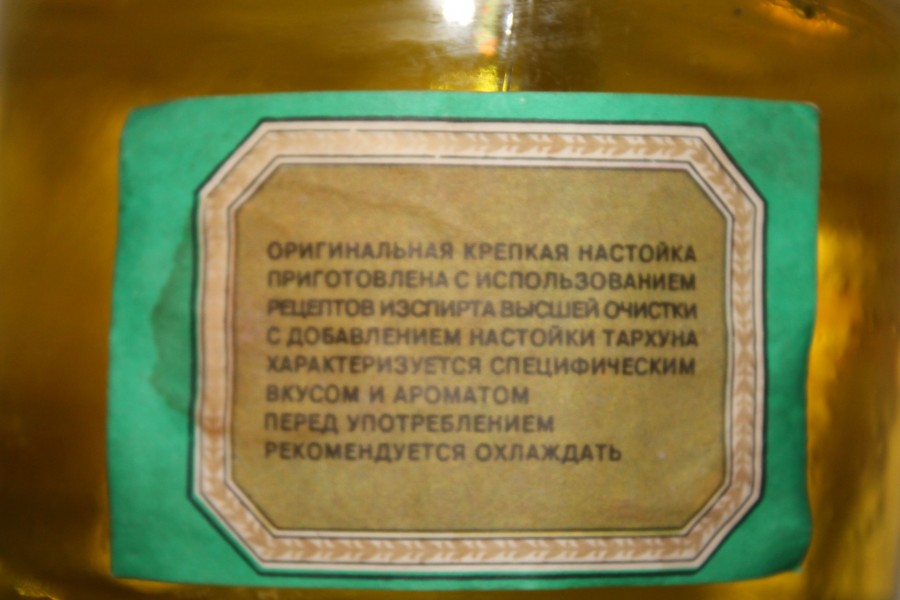 ОРИГИНАЛЬНАЯ КРЕПКАЯ НАСТОЙКА
ПРИГОТОВЛЕНА С ИСПОЛЬЗОВАНИЕМ
РЕЦЕПТОВ ИЗСПИРТА ВЫСШЕЙ ОЧИСТКИ
С ДОБАВЛЕНИЕМ НАСТОЙКИ ТАРХУНА
ХАРАКТЕРИЗУЕТСЯ СПЕЦИФИЧЕСКИМ
ВКУСОМ И АРОМАТОМ
ПЕРЕД УПОТРЕБЛЕНИЕМ
РЕКОМЕНДУЕТСЯ ОХЛАЖДАТЬ